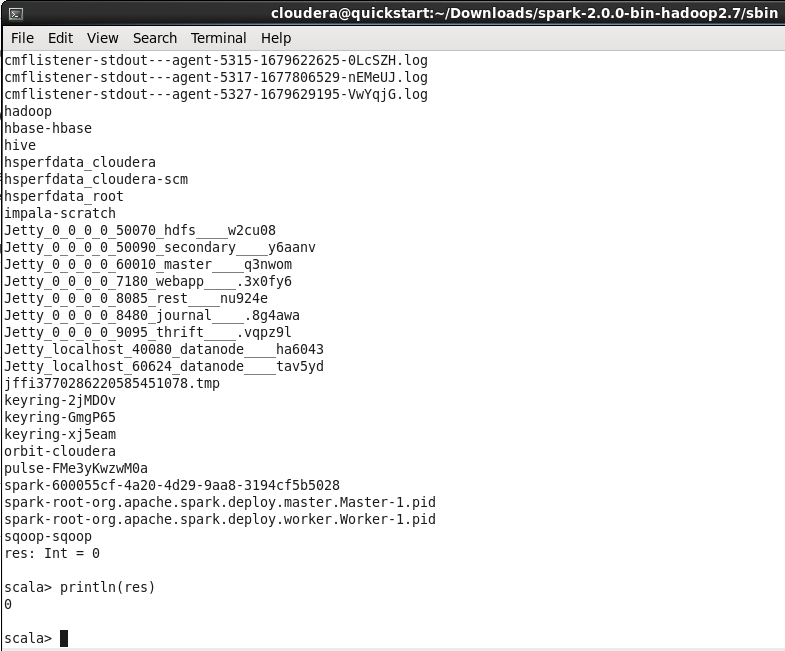 cloudera@quickstart:~/Downloads/spark-2.0.0-bin-hadoop2.7/sbin
File Edit View Search Terminal Help
cmflistener-stdout---agent-5315-1679622625-0LcSZH.log
cmflistener-stdout---agent-5317-1677806529-nEMeUJ.log
cmflistener-stdout---agent-5327-1679629195-VwYqjG.log
hadoop
hbase-hbase
hive
hsperfdata_cloudera
hsperfdata_cloudera-scm
hsperfdata_root
impala-scratch
Jetty_0_0_0_0_50070_hdfs____w2cu08
Jetty_0_0_0_0_50090_secondary____y6aanv
Jetty_0_0_0_0_60010_master____q3nwom
Jetty_0_0_0_0_7180_webapp____.3x0fy6
Jetty_0_0_0_0_8085_rest____nu924e
Jetty_0_0_0_0_8480_journal____.8g4awa
Jetty_0_0_0_0_9095_thrift____.vqpz9l
Jetty_localhost_40080_datanode____ha6043
Jetty_localhost_60624_datanode____tav5yd
jffi3770286220585451078.tmp
keyring-2jMDOv
keyring-GmgP65
keyring-xj5eam
orbit-cloudera
pulse-FMe3yKwzwM0a
spark-600055cf-4a20-4d29-9aa8-3194cf5b5028
spark-root-org.apache.spark.deploy.master.Master-1.pid
spark-root-org.apache.spark.deploy.worker.Worker-1.pid
sqoop-sqoop
res: Int = 0
scala> println(res)
0
scala>